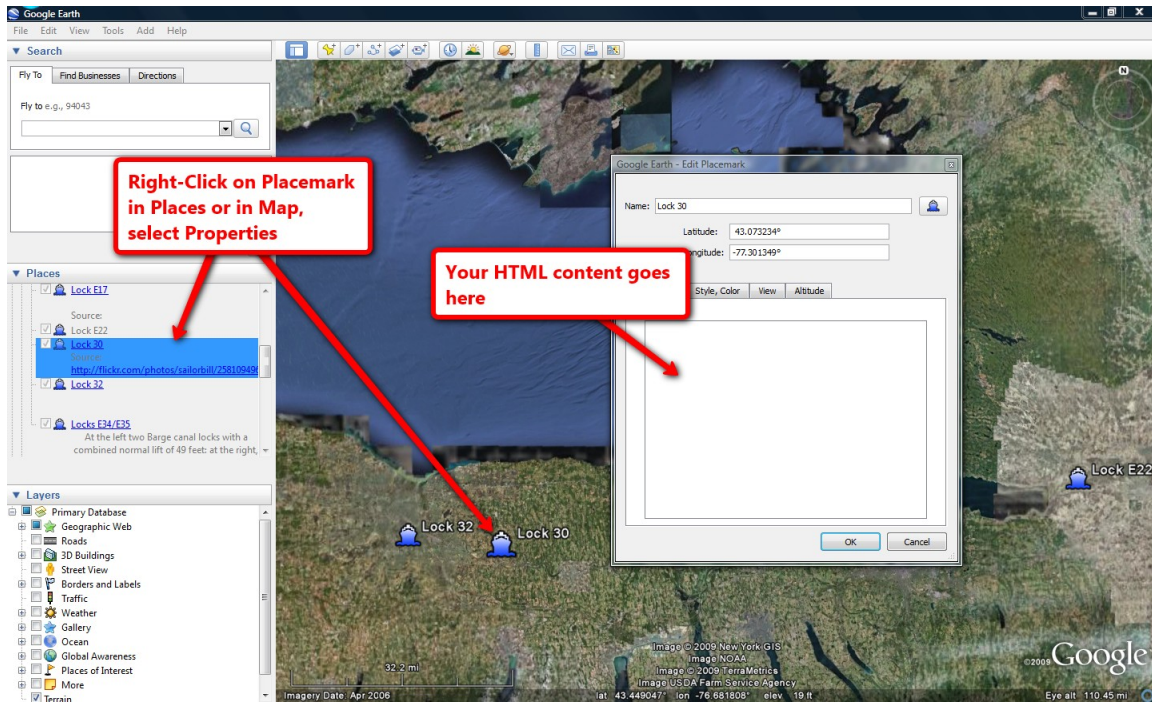 Google Earth
File Edit View Tools Add Help
Search
Fly To Find Businesses Directions
Fly to e.g., 94043
Right-Click on Placemark
in Places or in Map,
select Properties
Places
Lock E17
Source:
Lock E22
Lock 30
Source:
http://flickr.com/photos/sailorbill/258109496
Lock 32
Locks E34/E35
At the left two Barge canal locks with a
combined normal lift of 49 feet: at the right,
Layers
Primary Database
Geographic Web
Roads
3D Buildings
Street View
Borders and Labels
Traffic
Weather
Gallery
Ocean
Global Awareness
Places of Interest
More
Terrain
N
Google Earth - Edit Placemark
Name: Lock 30
Latitude: 43.073234°
Longitude: -77.301349°
Style, Color View Altitude
Your HTML content goes
here
OK Cancel
Lock 32
Lock 30
Lock E22
Image © 2009 New York GIS
Image NOAA
Image © 2009 TerraMetrics
Image USDA Farm Service Agency
©2009 Google
32.2 mi
Imagery Date: Apr 2006
lat 43.449047° lon -76.681808° elev 19 ft
Eye alt 110.45 mi